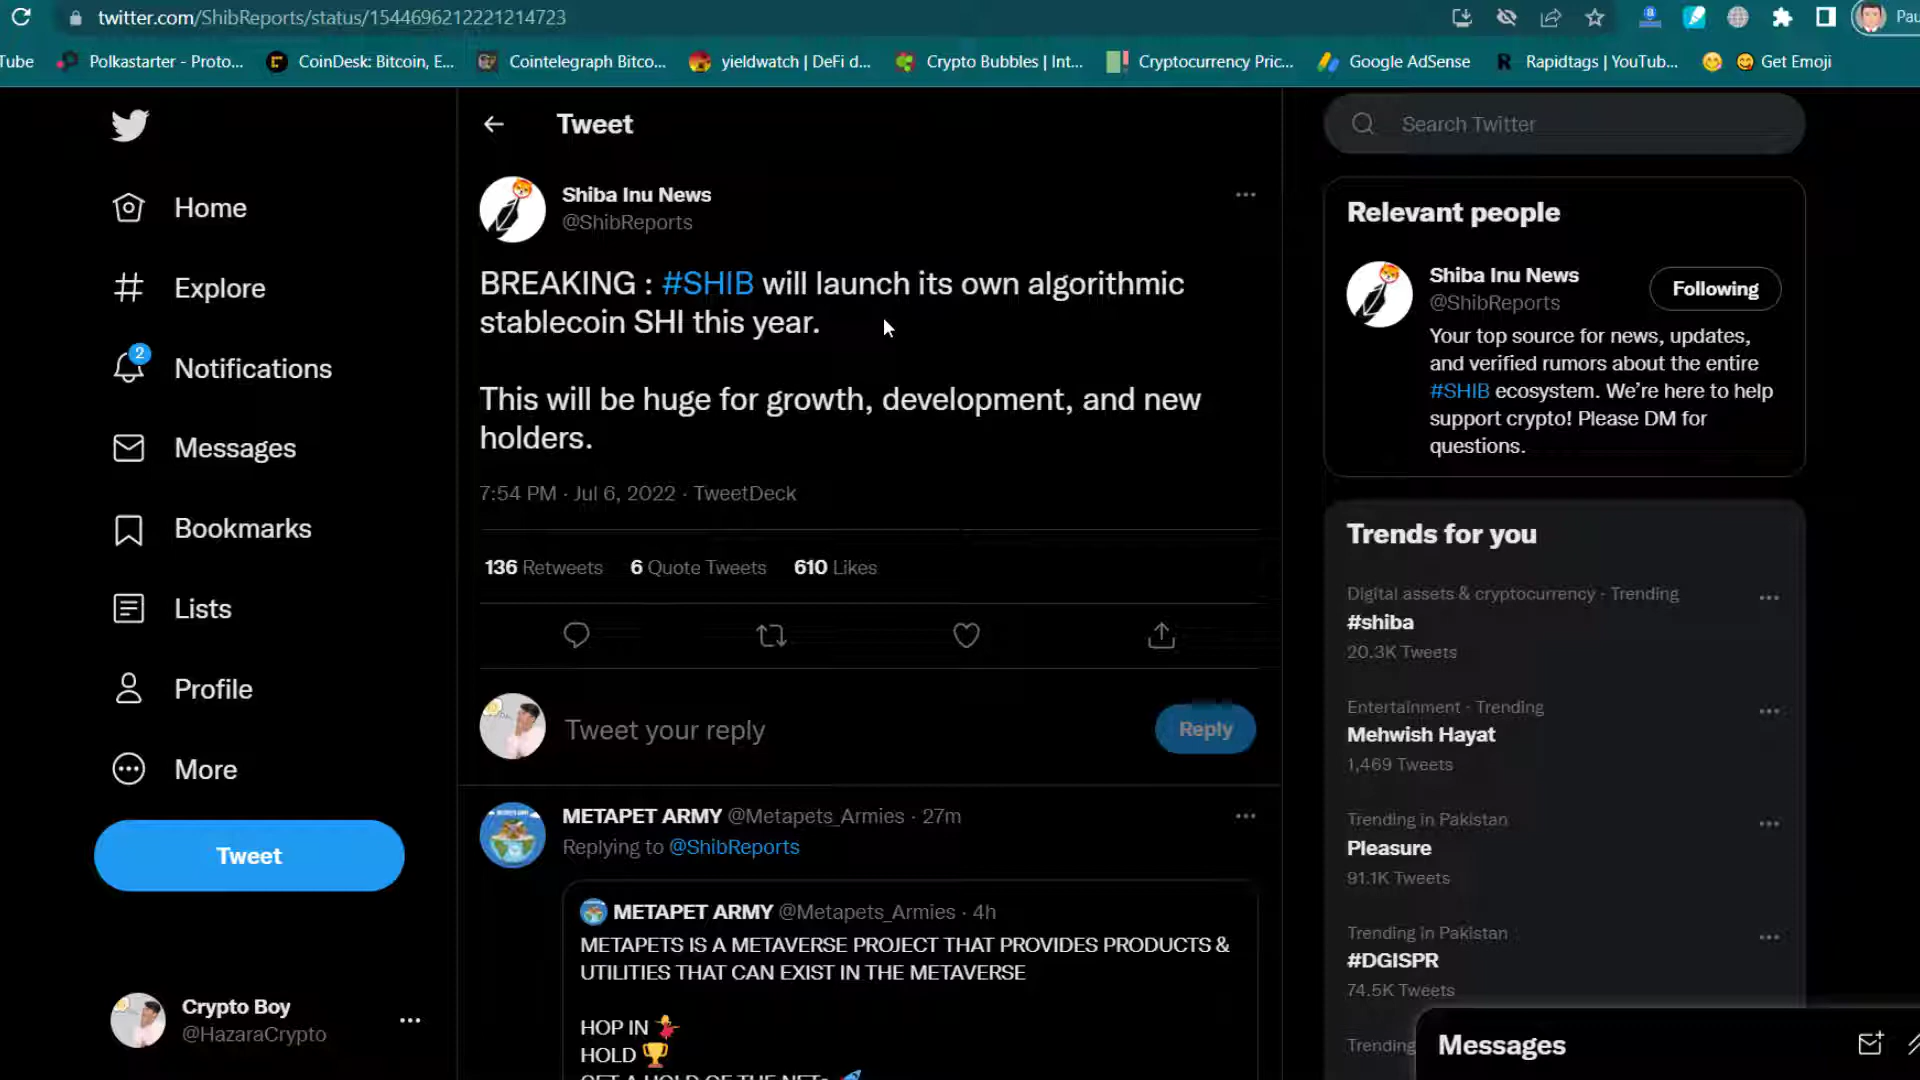 twitter.com/ShibReports/status/1544696212221214723
Pau
Tube
Polkastarter - Proto...
CoinDesk: Bitcoin, E...
Cointelegraph Bitco...
yieldwatch | DeFi d...
Crypto Bubbles | Int...
Cryptocurrency Pric...
Google AdSense
Rapidtags | YouTub...
Get Emoji
Home
Explore
2
Notifications
Messages
Bookmarks
Lists
Profile
More
Tweet
Crypto Boy
@HazaraCrypto
Tweet
Shiba Inu News
@ShibReports
BREAKING : #SHIB will launch its own algorithmic
stablecoin SHI this year.
This will be huge for growth, development, and new
holders.
7:54 PM · Jul 6, 2022 · TweetDeck
136 Retweets 6 Quote Tweets 610 Likes
Tweet your reply
Reply
METAPET ARMY @Metapets_Armies · 27m
Replying to @ShibReports
METAPET ARMY @Metapets_Armies · 4h
METAPETS IS A METAVERSE PROJECT THAT PROVIDES PRODUCTS &
UTILITIES THAT CAN EXIST IN THE METAVERSE
HOP IN
HOLD
Search Twitter
Relevant people
Shiba Inu News
@ShibReports
Following
Your top source for news, updates,
and verified rumors about the entire
#SHIB ecosystem. We're here to help
support crypto! Please DM for
questions.
Trends for you
Digital assets & cryptocurrency · Trending
#shiba
20.3K Tweets
Entertainment · Trending
Mehwish Hayat
1,469 Tweets
Trending in Pakistan
Pleasure
91.1K Tweets
Trending in Pakistan
#DGISPR
74.5K Tweets
Trending
Messages